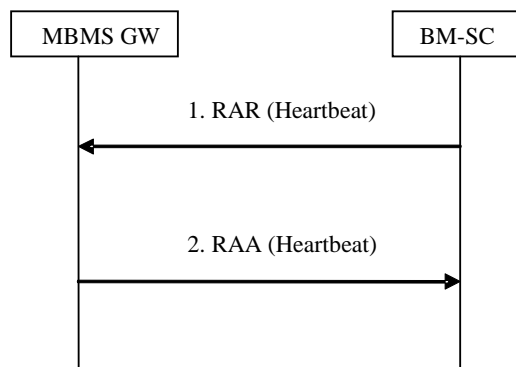 MBMS GW
BM-SC
1. RAR (Heartbeat)
2. RAA (Heartbeat)